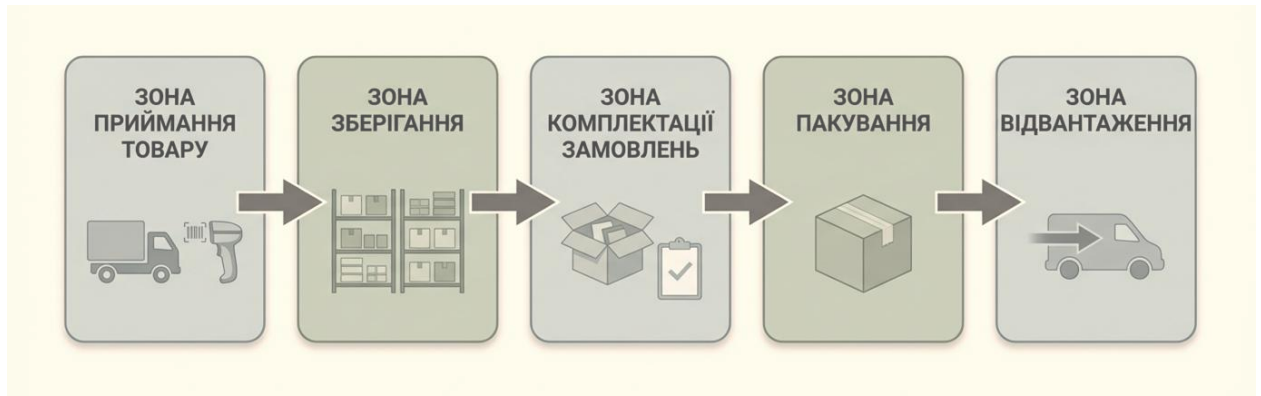 ЗОНА
ПРИЙМАННЯ
ТОВАРУ
ЗОНА
ЗБЕРІГАННЯ
ЗОНА
КОМПЛЕКТАЦІЇ
ЗАМОВЛЕНЬ
ЗОНА
ПАКУВАННЯ
ЗОНА
ВІДВАНТАЖЕННЯ